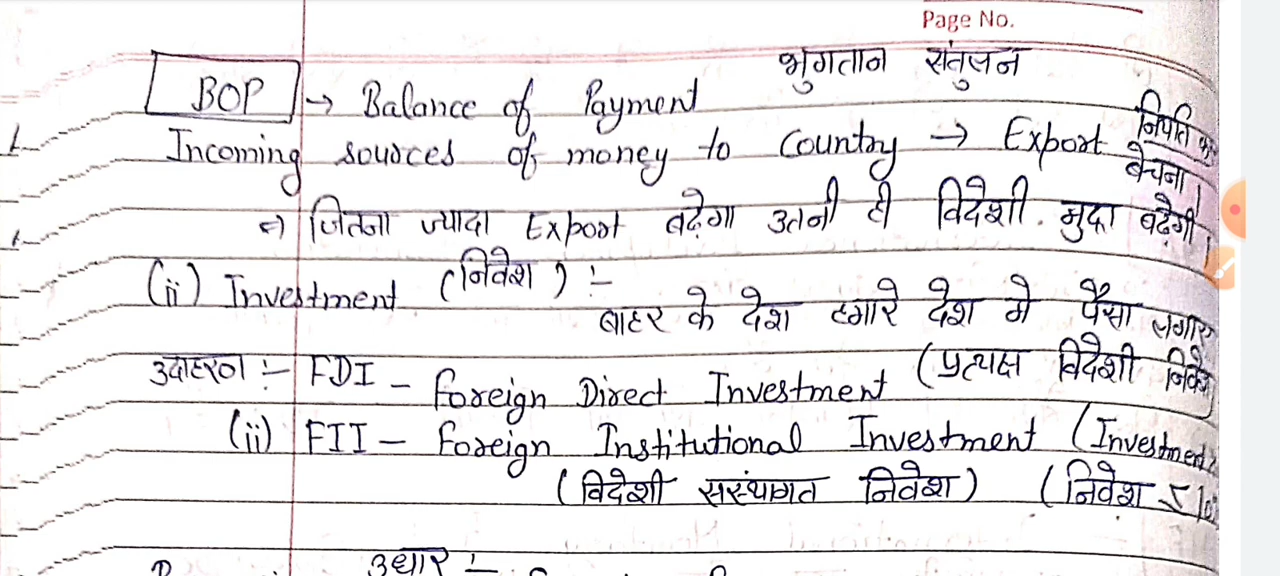 Page No.
भुगतान संतुलन
BOP → Balance of Payment
Incoming sources of money to Country → Export निर्यात
बेचना
⇒ जितना ज्यादा Export बढ़ेगा उतनी ही विदेशी मुद्रा बढ़ेगी।
(ii) Investment (निवेश) :-
बाहर के देश हमारे देश मे पैसा लगाए
उदाहरण :- FDI - Foreign Direct Investment (प्रत्यक्ष विदेशी
(ii) FII - Foreign Institutional Investment (Investment
(विदेशी सस्थागत निवेश) (निवेश <
उधार :-